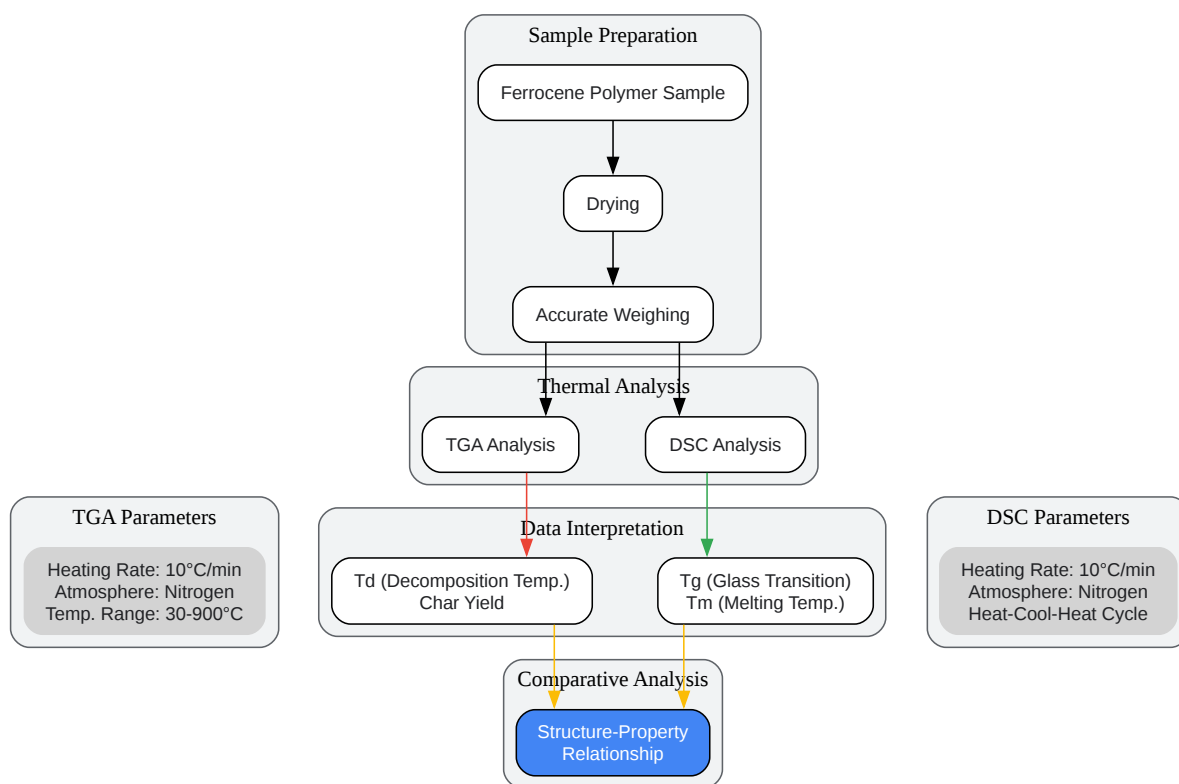 Sample Preparation
Ferrocene Polymer Sample
Drying
Accurate Weighing
Thermal Analysis
TGA Analysis
DSC Analysis
TGA Parameters
Heating Rate: 10°C/min
Atmosphere: Nitrogen
Temp. Range: 30-900°C
Data Interpretation
Td (Decomposition Temp.)
Char Yield
Tg (Glass Transition)
Tm (Melting Temp.)
DSC Parameters
Heating Rate: 10°C/min
Atmosphere: Nitrogen
Heat-Cool-Heat Cycle
Comparative Analysis
Structure-Property
Relationship